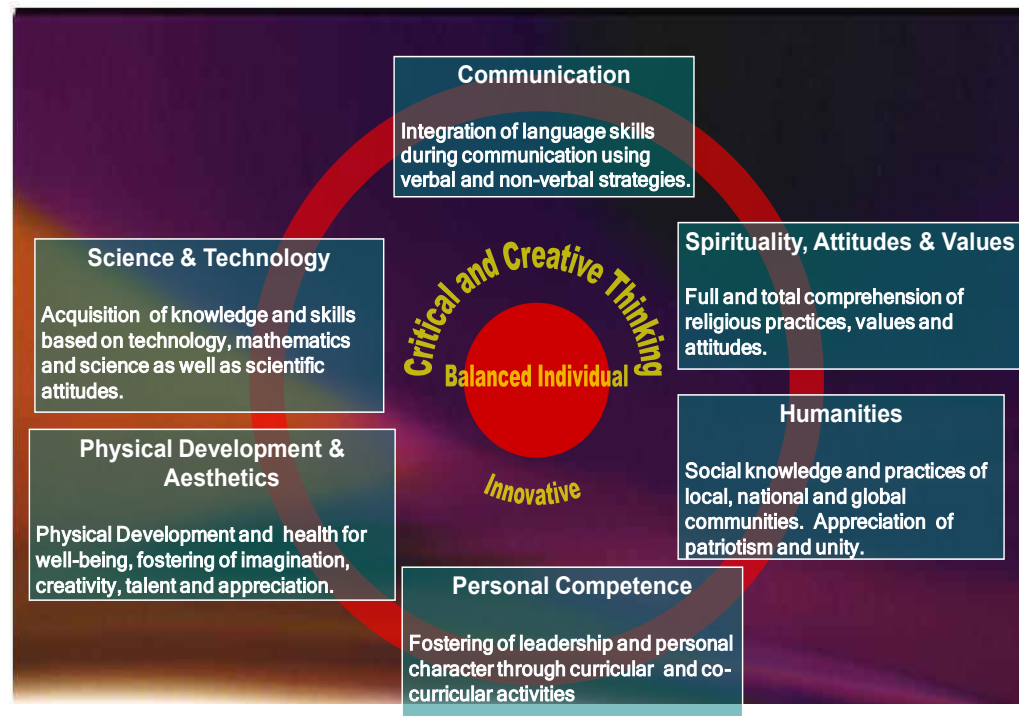 Communication
Integration of language skills
during communication using
verbal and non-verbal strategies.
Spirituality, Attitudes & Values
Full and total comprehension of
religious practices, values and
attitudes.
Science & Technology
Acquisition of knowledge and skills
based on technology, mathematics
and science as well as scientific
attitudes.
Critical and Creative Thinking
Balanced Individual
Innovative
Humanities
Social knowledge and practices of
local, national and global
communities. Appreciation of
patriotism and unity.
Physical Development &
Aesthetics
Physical Development and health for
well-being, fostering of imagination,
creativity, talent and appreciation.
Personal Competence
Fostering of leadership and personal
character through curricular and co-
curricular activities